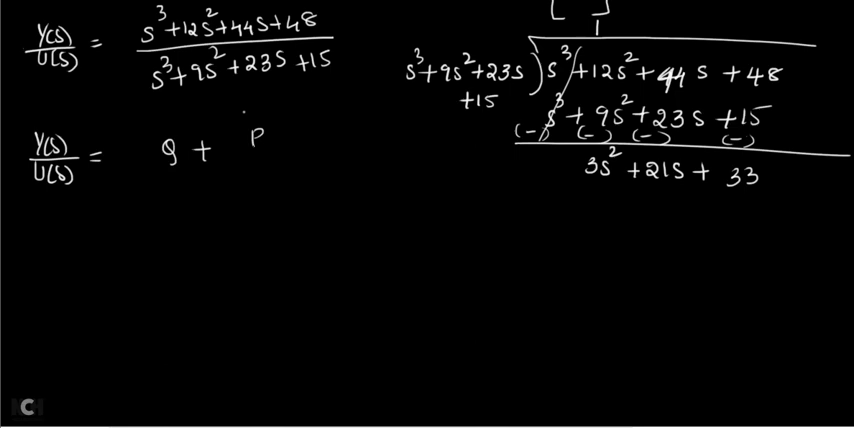 Y(s)/U(s) = (s³+12s²+44s+48)/(s³+9s²+23s+15)
1
s³+9s²+23s+15 ) s³+12s²+44s+48
s³+9s²+23s+15
(-) (-) (-) (-)
3s²+21s+33
Y(s)/U(s) = Q + P